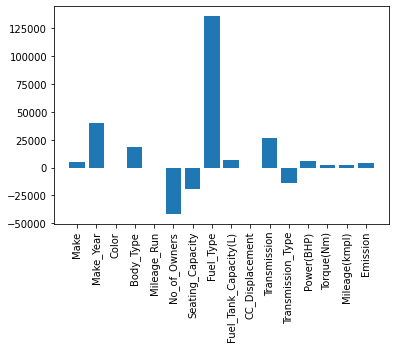 125000
100000
75000
50000
25000
0
−25000
−50000
Make
Make_Year
Color
Body_Type
Mileage_Run
No_of_Owners
Seating_Capacity
Fuel_Type
Fuel_Tank_Capacity(L)
CC_Displacement
Transmission
Transmission_Type
Power(BHP)
Torque(Nm)
Mileage(kmpl)
Emission